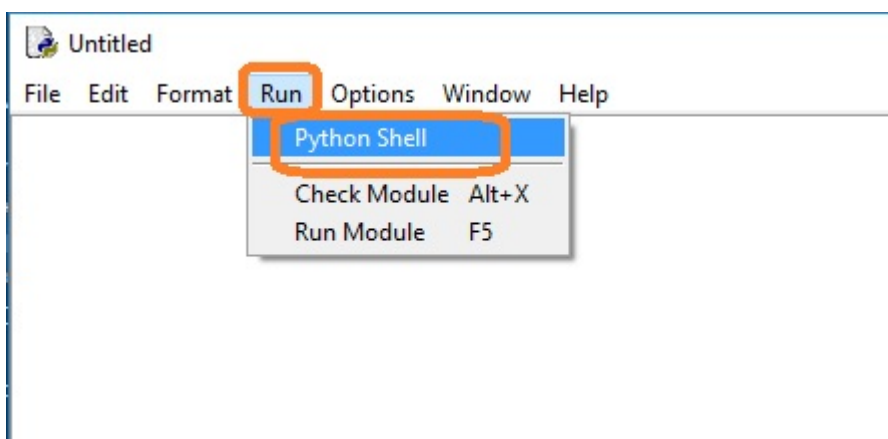 Untitled
File Edit Format Run Options Window Help
Python Shell
Check Module Alt+X
Run Module F5